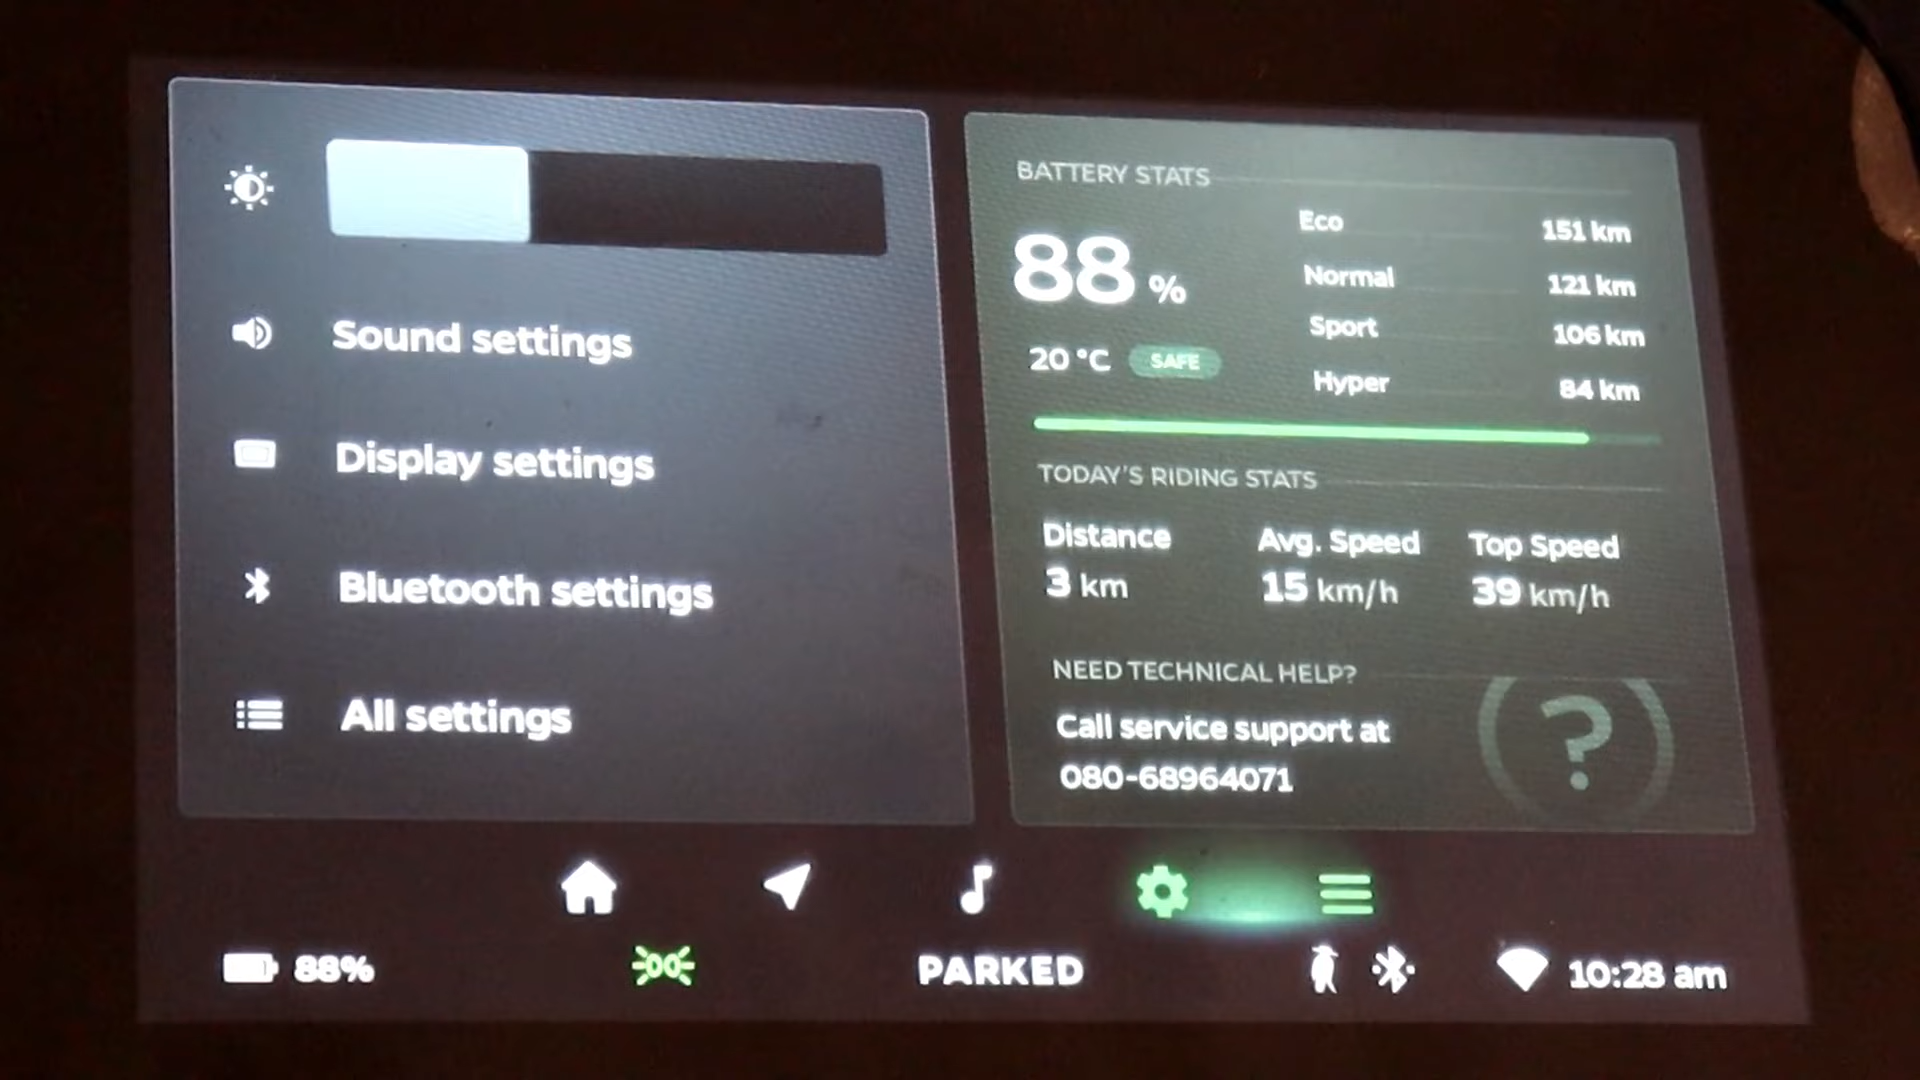 Sound settings
Display settings
Bluetooth settings
All settings
BATTERY STATS
88 %
20 °C SAFE
Eco 151 km
Normal 121 km
Sport 106 km
Hyper 84 km
TODAY'S RIDING STATS
Distance Avg. Speed Top Speed
3 km 15 km/h 39 km/h
NEED TECHNICAL HELP?
Call service support at
080-68964071
?
88% PARKED 10:28 am